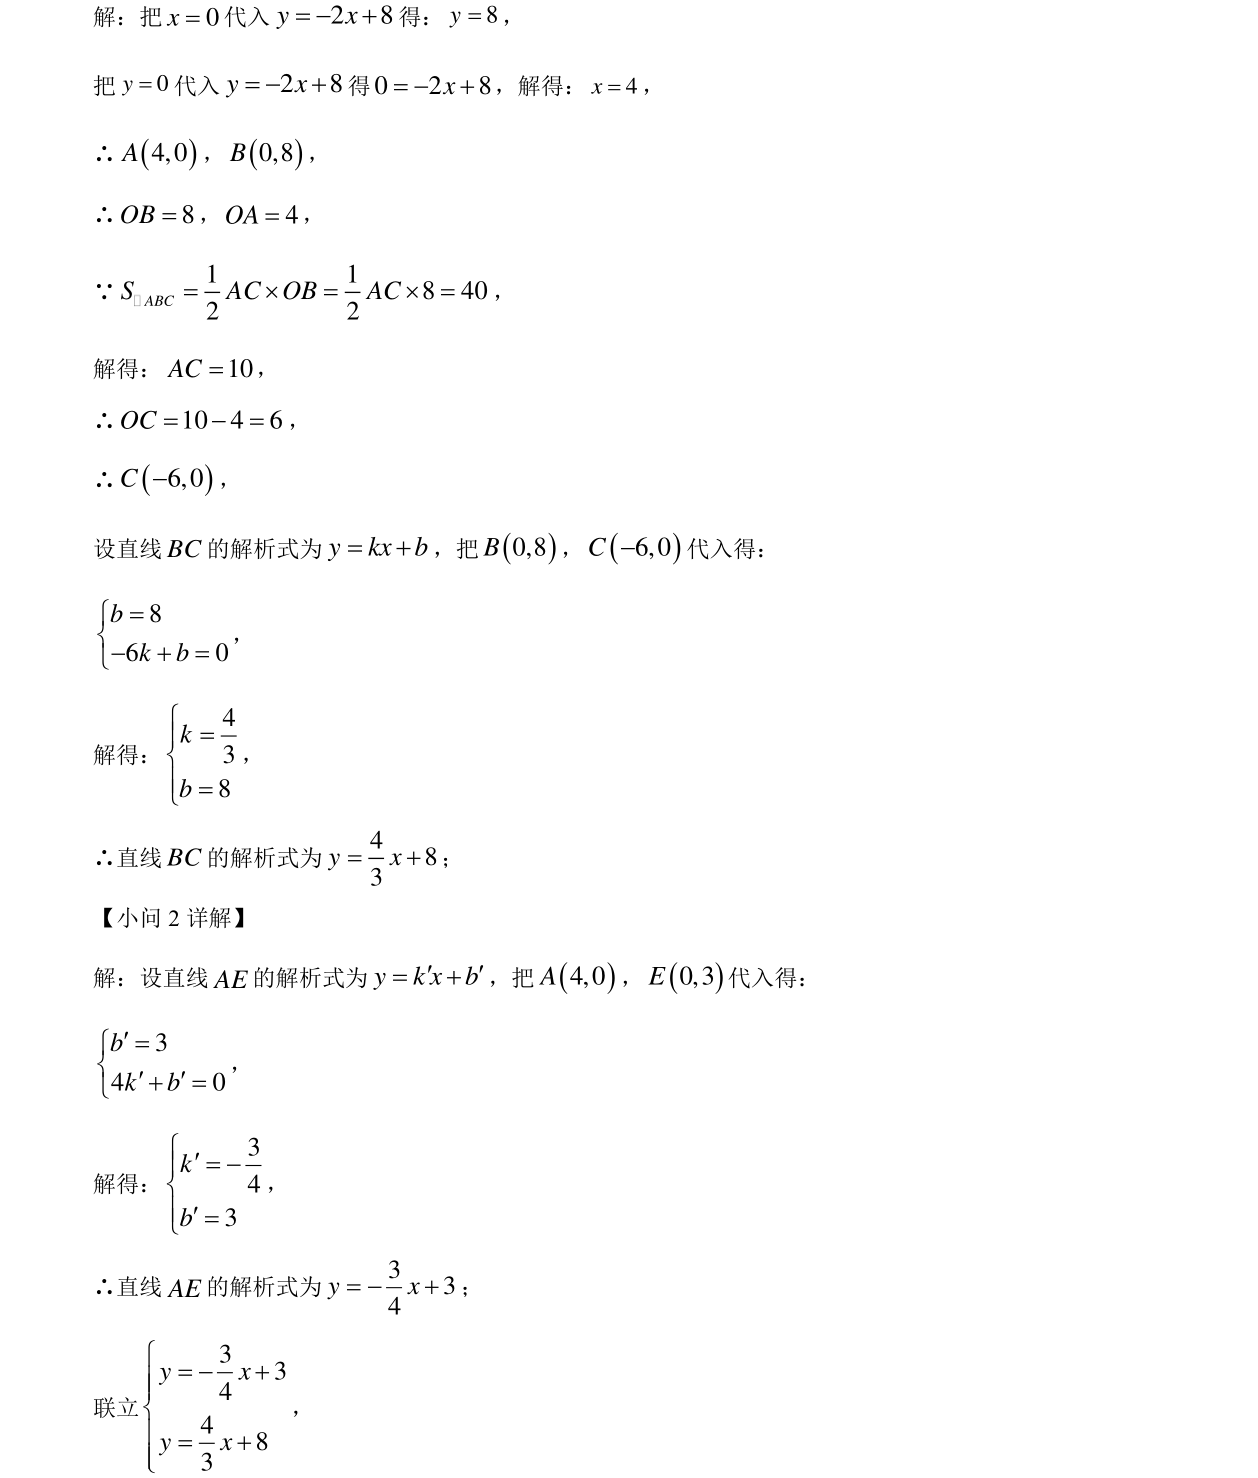 解：把 x = 0 代入 y = −2x + 8 得： y = 8，
把 y = 0 代入 y = −2x + 8 得 0 = −2x + 8，解得： x = 4，
∴ A(4,0)， B(0,8)，
∴ OB = 8， OA = 4，
∵ S□ABC = 1/2 AC × OB = 1/2 AC × 8 = 40，
解得： AC = 10，
∴ OC = 10 − 4 = 6，
∴ C(−6,0)，
设直线 BC 的解析式为 y = kx + b，把 B(0,8)， C(−6,0) 代入得：
{b = 8
−6k + b = 0，
解得： {k = 4/3
b = 8，
∴直线 BC 的解析式为 y = 4/3 x + 8；
【小问 2 详解】
解：设直线 AE 的解析式为 y = k′x + b′，把 A(4,0)， E(0,3) 代入得：
{b′ = 3
4k′ + b′ = 0，
解得： {k′ = −3/4
b′ = 3，
∴直线 AE 的解析式为 y = −3/4 x + 3；
联立 {y = −3/4 x + 3
y = 4/3 x + 8，